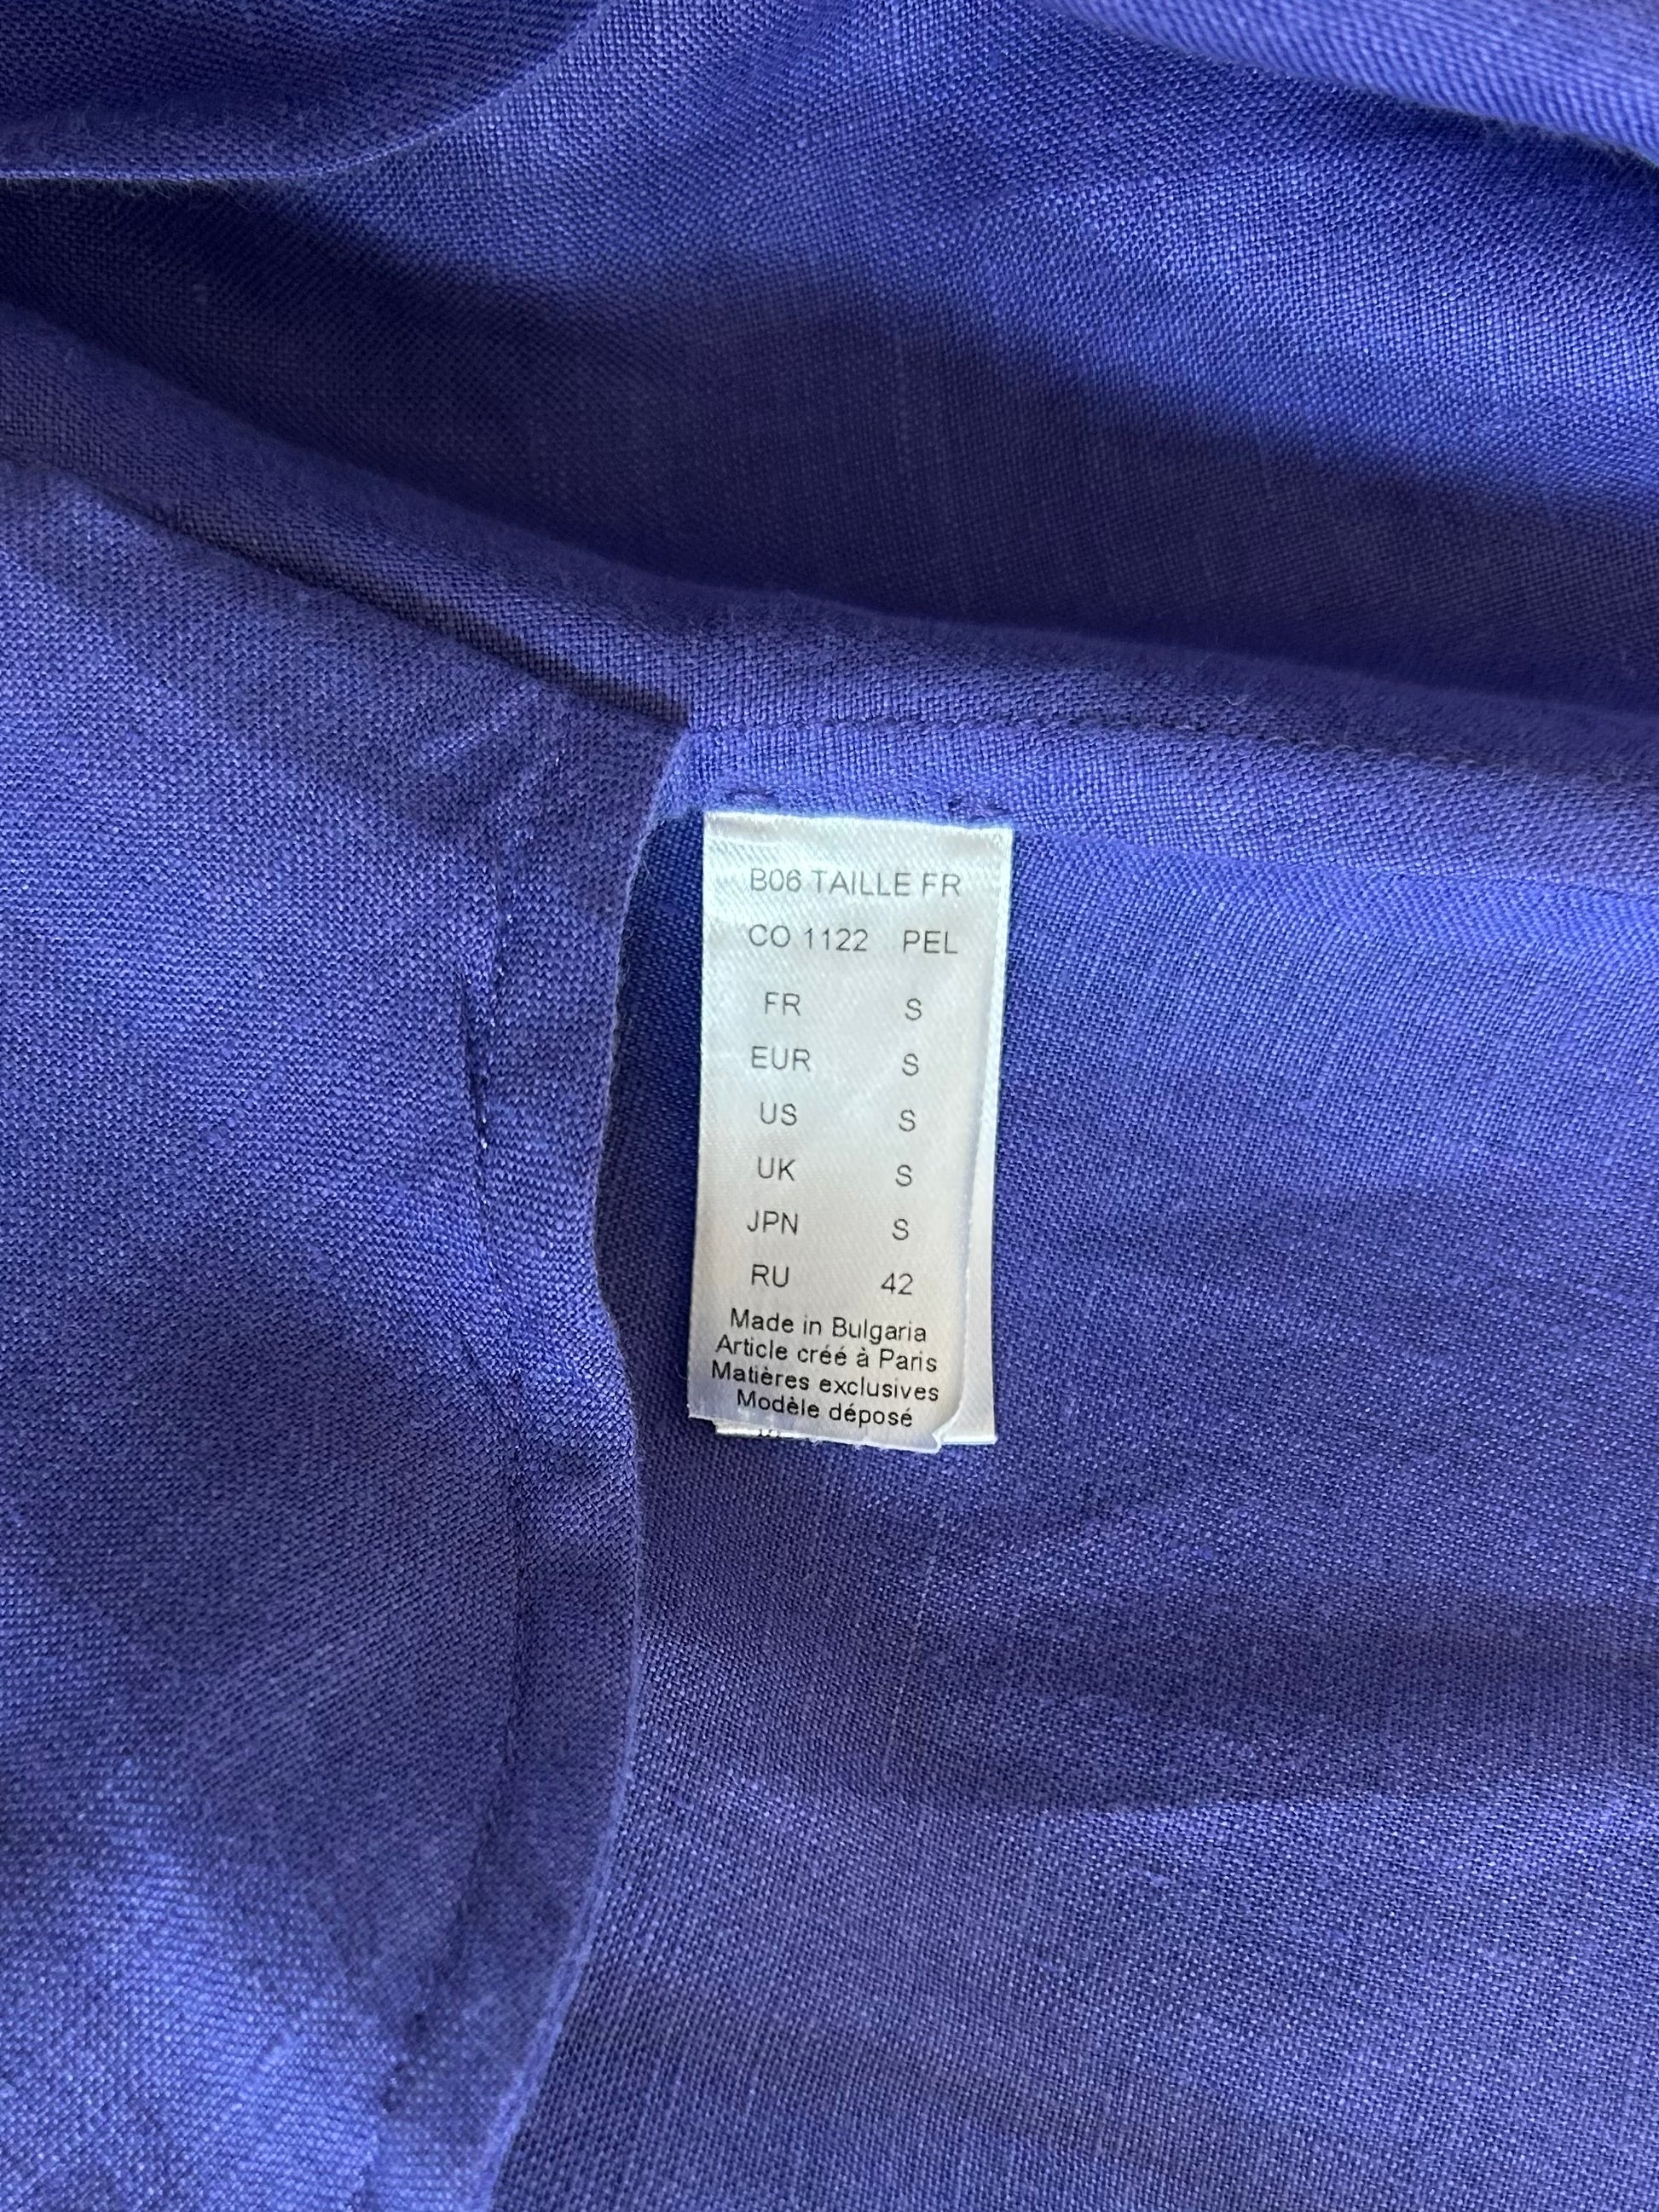 B06 TAILLE FR
CO 1122 PEL
FR S
EUR S
US S
UK S
JPN S
RU 42
Made in Bulgaria
Article créé à Paris
Matières exclusives
Modèle déposé